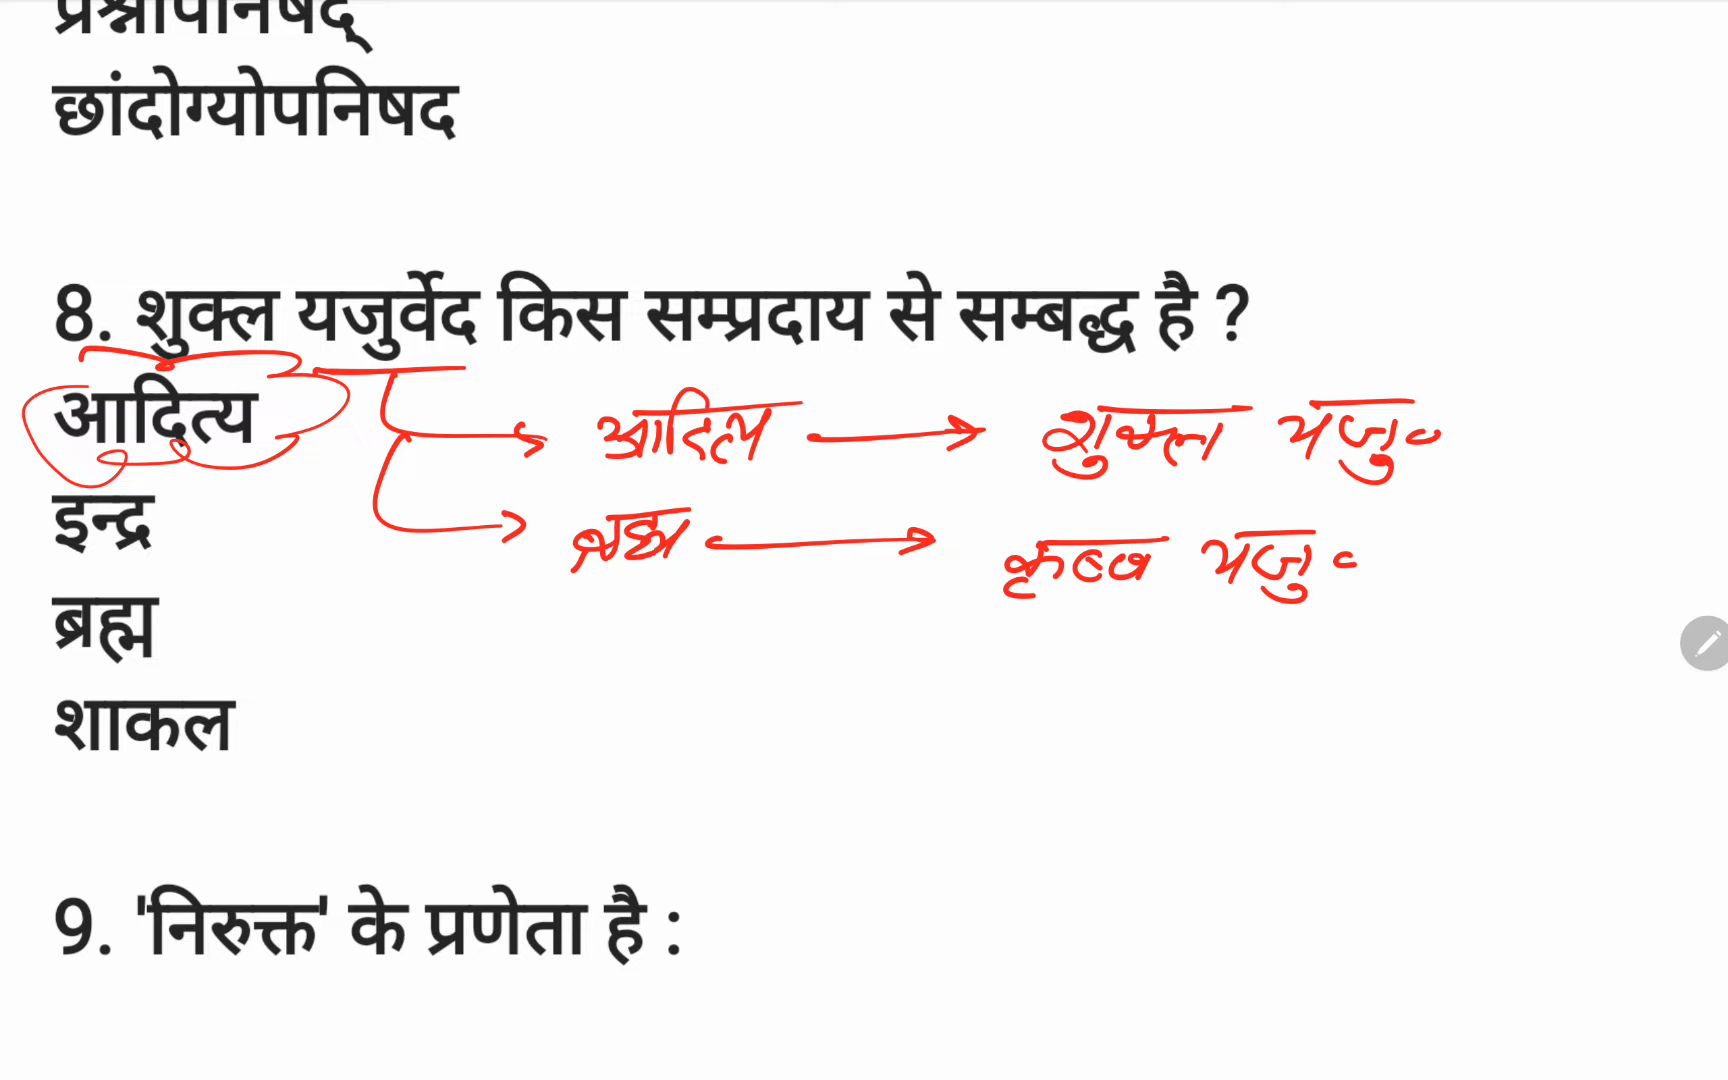 प्रश्नोपनिषद्
छांदोग्योपनिषद
8. शुक्ल यजुर्वेद किस सम्प्रदाय से सम्बद्ध है ?
आदित्य
आदित्य → शुक्ल यजु०
इन्द्र
ब्रह्म → कृष्ण यजु०
ब्रह्म
शाकल
9. 'निरुक्त' के प्रणेता है :